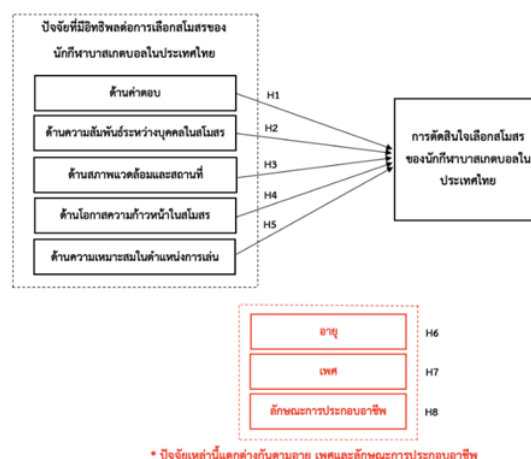 ปัจจัยที่มีอิทธิพลต่อการเลือกสโมสรของ
นักกีฬาบาสเกตบอลในประเทศไทย
ด้านค่าตอบ
H1
ด้านความสัมพันธ์ระหว่างบุคคลในสโมสร
H2
ด้านสภาพแวดล้อมและสถานที่
H3
ด้านโอกาสความก้าวหน้าในสโมสร
H4
ด้านความเหมาะสมในตำแหน่งการเล่น
H5
การตัดสินใจเลือกสโมสร
ของนักกีฬาบาสเกตบอลใน
ประเทศไทย
อายุ
H6
เพศ
H7
ลักษณะการประกอบอาชีพ
H8
* ปัจจัยเหล่านี้แตกต่างกันตามอายุ เพศและลักษณะการประกอบอาชีพ